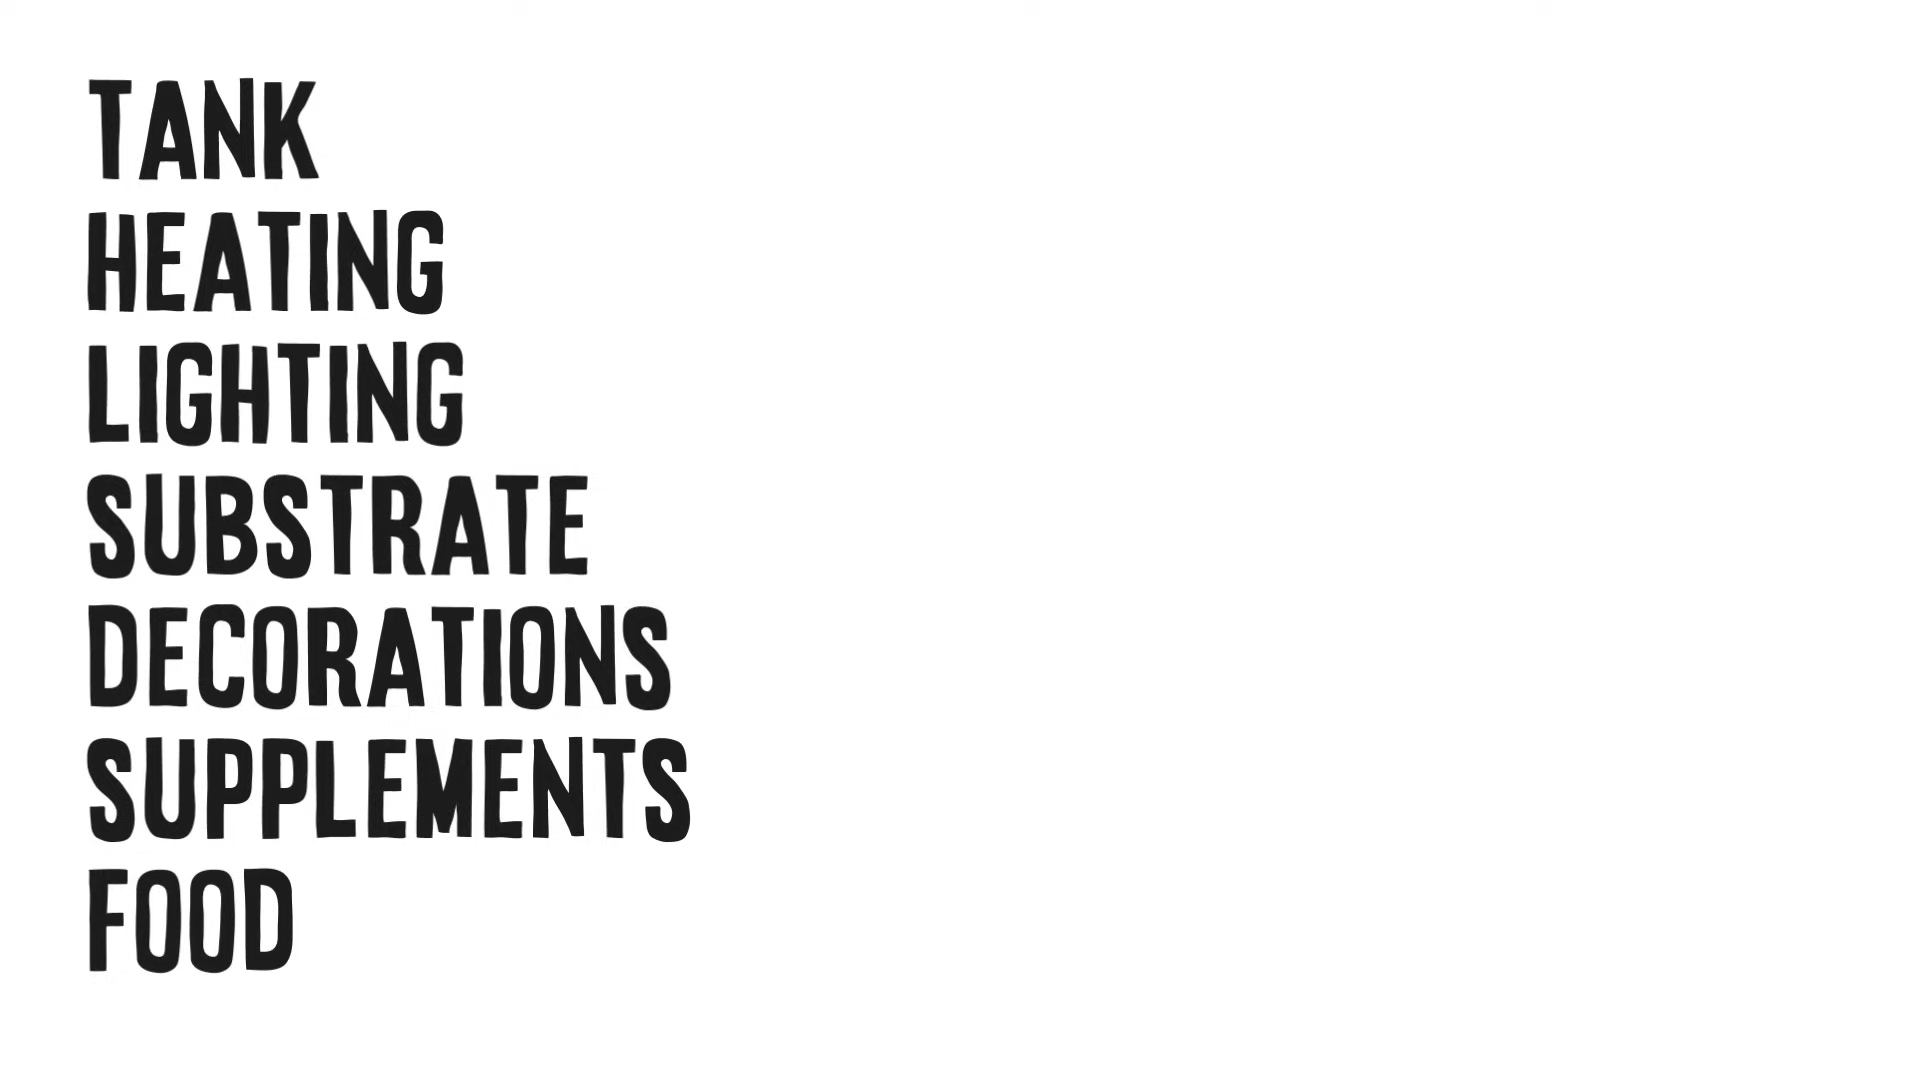 TANK
HEATING
LIGHTING
SUBSTRATE
DECORATIONS
SUPPLEMENTS
FOOD